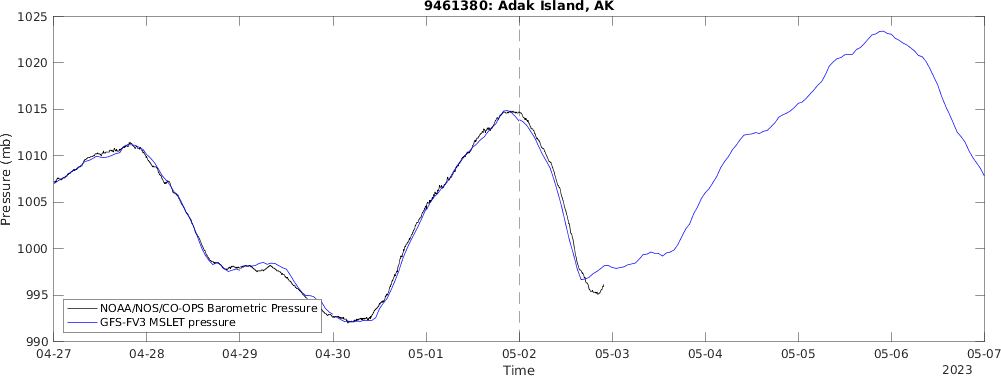 9461380: Adak Island, AK
1025
1020
1015
1010
1005
1000
995
990
Pressure (mb)
NOAA/NOS/CO-OPS Barometric Pressure
GFS-FV3 MSLET pressure
04-27 04-28 04-29 04-30 05-01 05-02 05-03 05-04 05-05 05-06 05-07
Time
2023